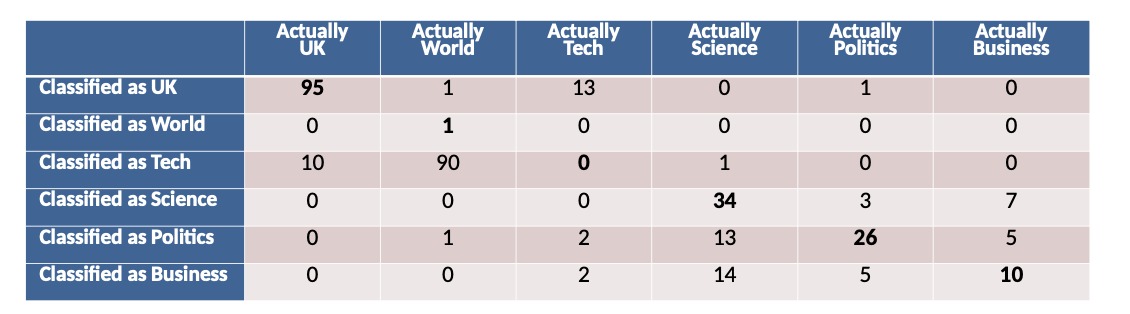 Actually UK Actually World Actually Tech Actually Science Actually Politics Actually Business
Classified as UK 95 1 13 0 1 0
Classified as World 0 1 0 0 0 0
Classified as Tech 10 90 0 1 0 0
Classified as Science 0 0 0 34 3 7
Classified as Politics 0 1 2 13 26 5
Classified as Business 0 0 2 14 5 10